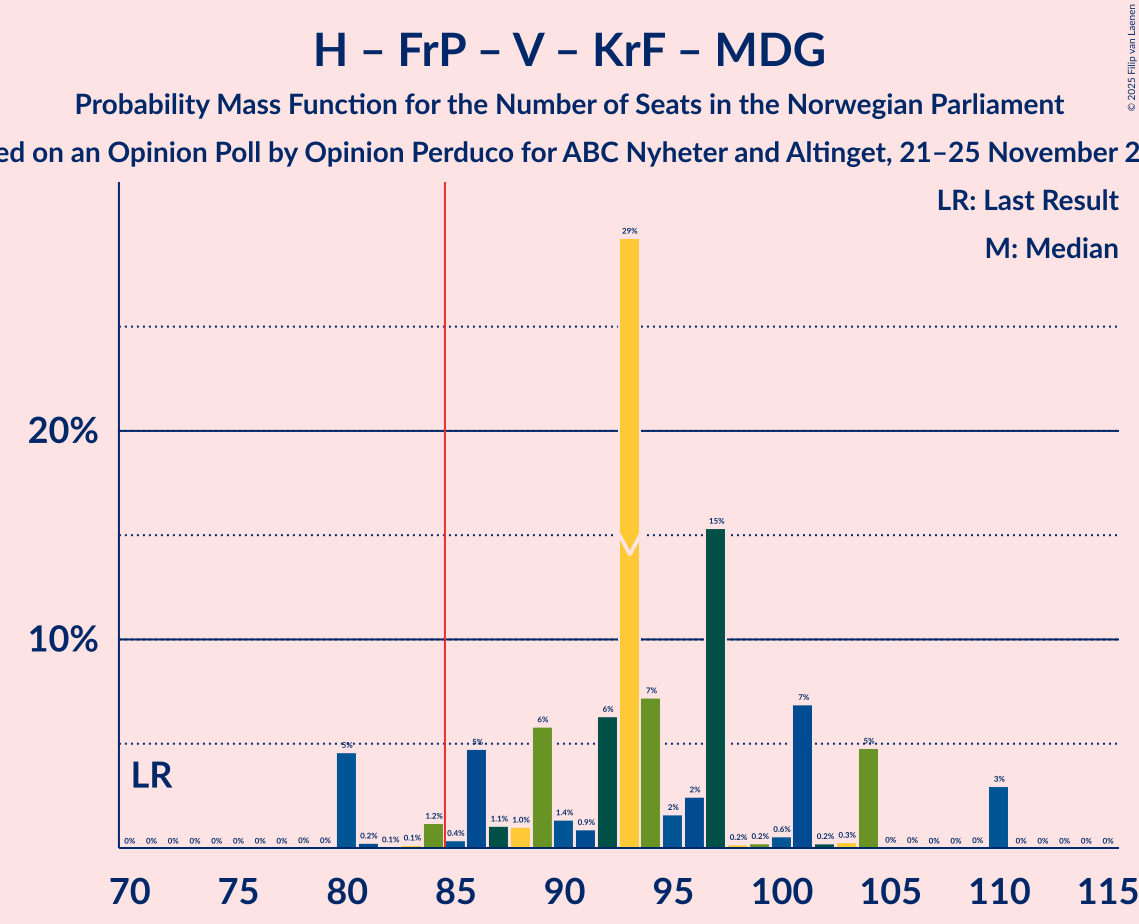 H – FrP – V – KrF – MDG
Probability Mass Function for the Number of Seats in the Norwegian Parliament
ed on an Opinion Poll by Opinion Perduco for ABC Nyheter and Altinget, 21–25 November 2
© 2025 Filip van Laenen
LR: Last Result
M: Median
20%
10%
LR
M
0% 0% 0% 0% 0% 0% 0% 0% 0% 0% 5% 0.2% 0.1% 0.1% 1.2% 0.4% 5% 1.1% 1.0% 6% 1.4% 0.9% 6% 29% 7% 2% 2% 15% 0.2% 0.2% 0.6% 7% 0.2% 0.3% 5% 0% 0% 0% 0% 0% 3% 0% 0% 0% 0% 0%
70 75 80 85 90 95 100 105 110 115